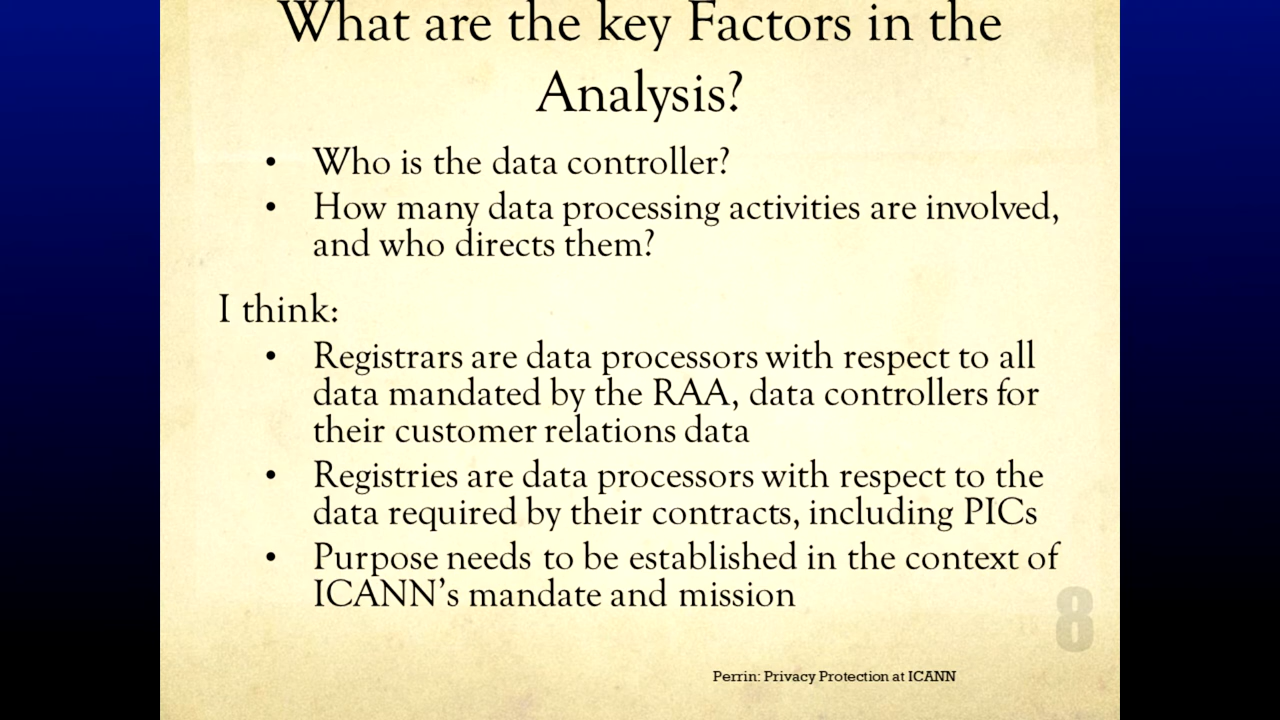 What are the key Factors in the
Analysis?
• Who is the data controller?
• How many data processing activities are involved,
and who directs them?
I think:
• Registrars are data processors with respect to all
data mandated by the RAA, data controllers for
their customer relations data
• Registries are data processors with respect to the
data required by their contracts, including PICs
• Purpose needs to be established in the context of
ICANN’s mandate and mission
8
Perrin: Privacy Protection at ICANN